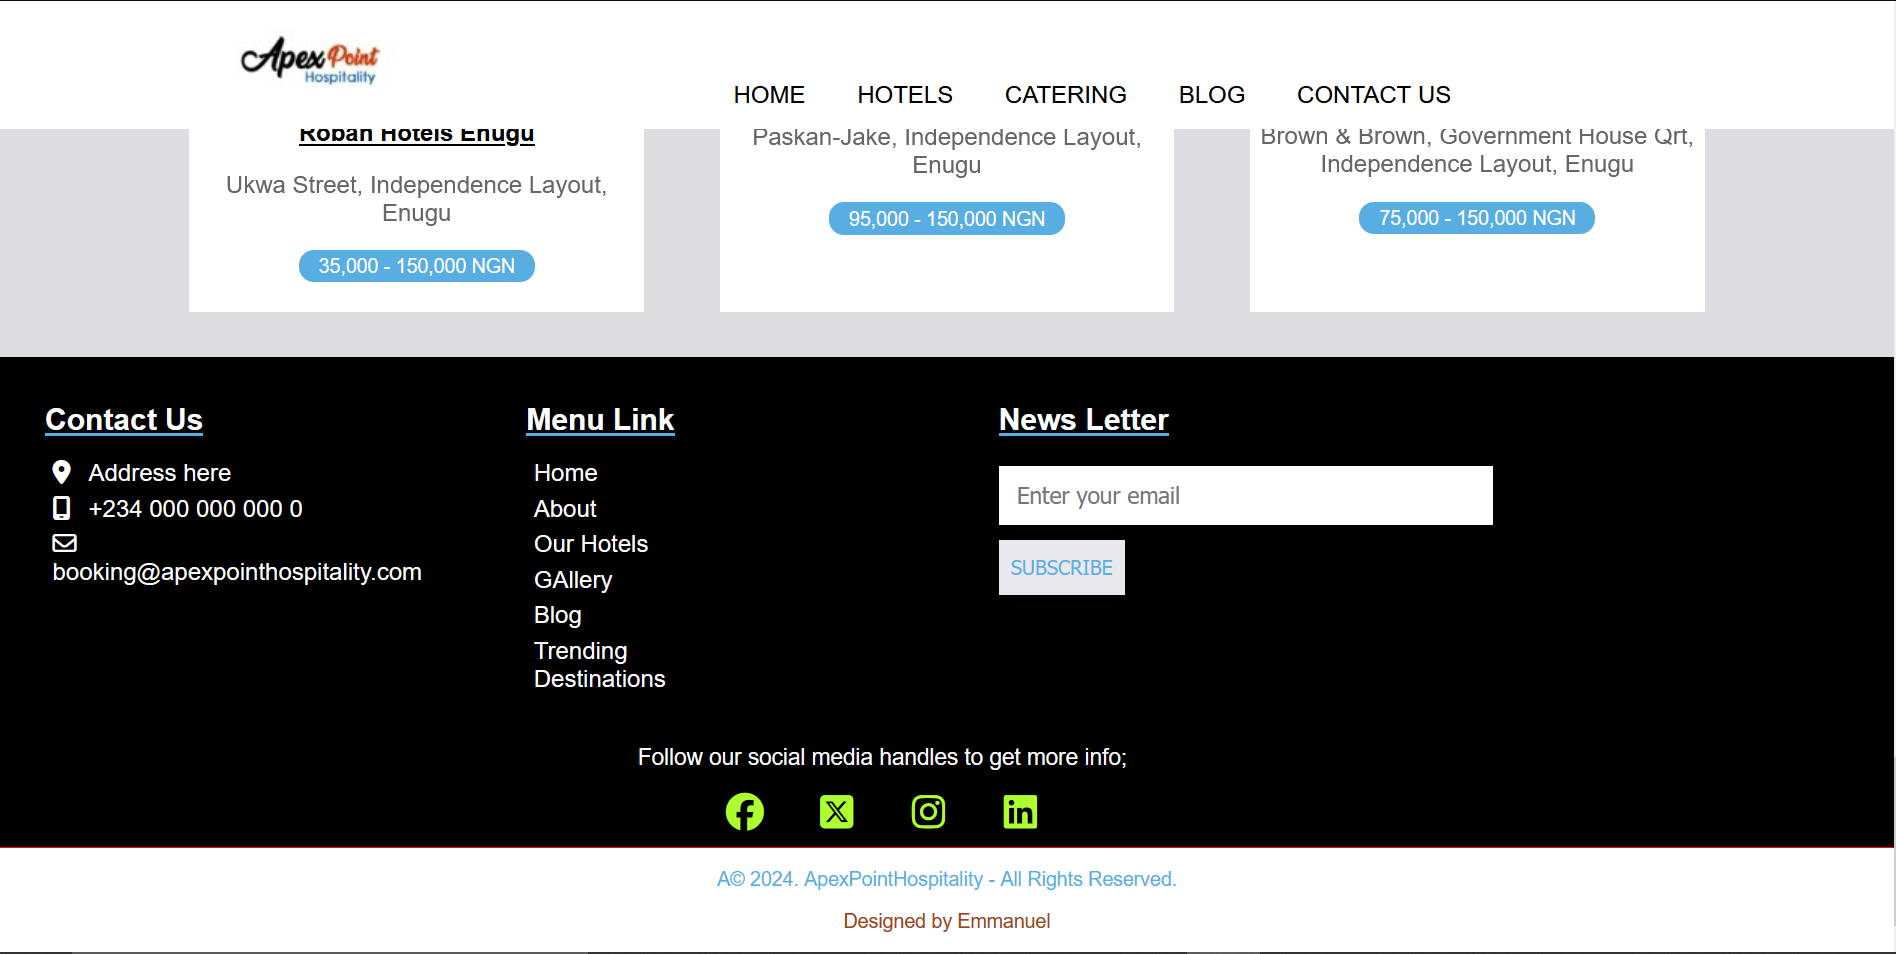 Apex Point
Hospitality
HOME HOTELS CATERING BLOG CONTACT US
Roban Hotels Enugu
Ukwa Street, Independence Layout,
Enugu
35,000 - 150,000 NGN
Paskan-Jake, Independence Layout,
Enugu
95,000 - 150,000 NGN
Brown & Brown, Government House Qrt,
Independence Layout, Enugu
75,000 - 150,000 NGN
Contact Us
Address here
+234 000 000 000 0
booking@apexpointhospitality.com
Menu Link
Home
About
Our Hotels
GAllery
Blog
Trending
Destinations
News Letter
Enter your email
SUBSCRIBE
Follow our social media handles to get more info;
A© 2024. ApexPointHospitality - All Rights Reserved.
Designed by Emmanuel